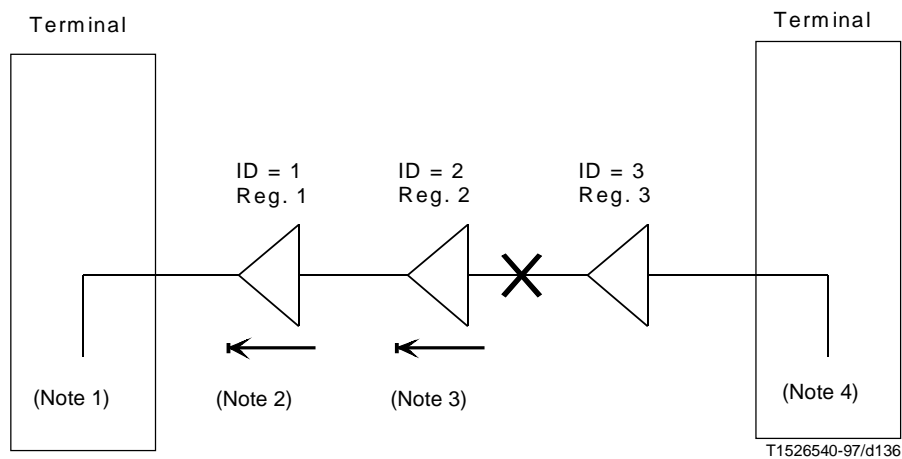 Terminal
Terminal
ID = 1
Reg. 1
ID = 2
Reg. 2
ID = 3
Reg. 3
(Note 1)
(Note 2)
(Note 3)
(Note 4)
T1526540-97/d136